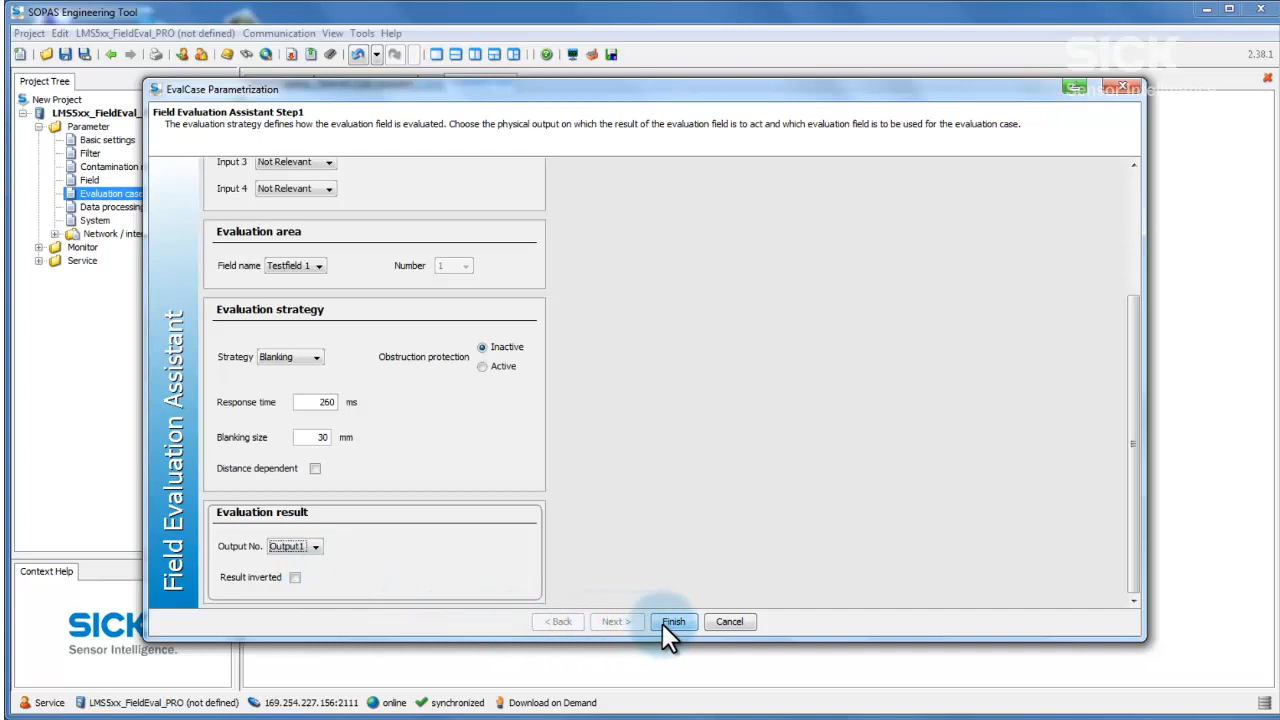 SOPAS Engineering Tool
Project Edit LMS5xx_FieldEval_PRO (not defined) Communication View Tools Help
SICK
Sensor Intelligence.
2.38.1
Project Tree
New Project
LMS5xx_FieldEval_
Parameter
Basic settings
Filter
Contamination
Field
Evaluation case
Data processing
System
Network / inte
Monitor
Service
EvalCase Parametrization
Field Evaluation Assistant Step1
The evaluation strategy defines how the evaluation field is evaluated. Choose the physical output on which the result of the evaluation field is to act and which evaluation field is to be used for the evaluation case.
Field Evaluation Assistant
Input 3 Not Relevant
Input 4 Not Relevant
Evaluation area
Field name Testfield 1 Number 1
Evaluation strategy
Strategy Blanking Obstruction protection Inactive
Active
Response time 260 ms
Blanking size 30 mm
Distance dependent
Evaluation result
Output No. Output1
Result inverted
< Back Next > Finish Cancel
Context Help
SICK
Sensor Intelligence.
Service LMS5xx_FieldEval_PRO (not defined) 169.254.227.156:2111 online synchronized Download on Demand